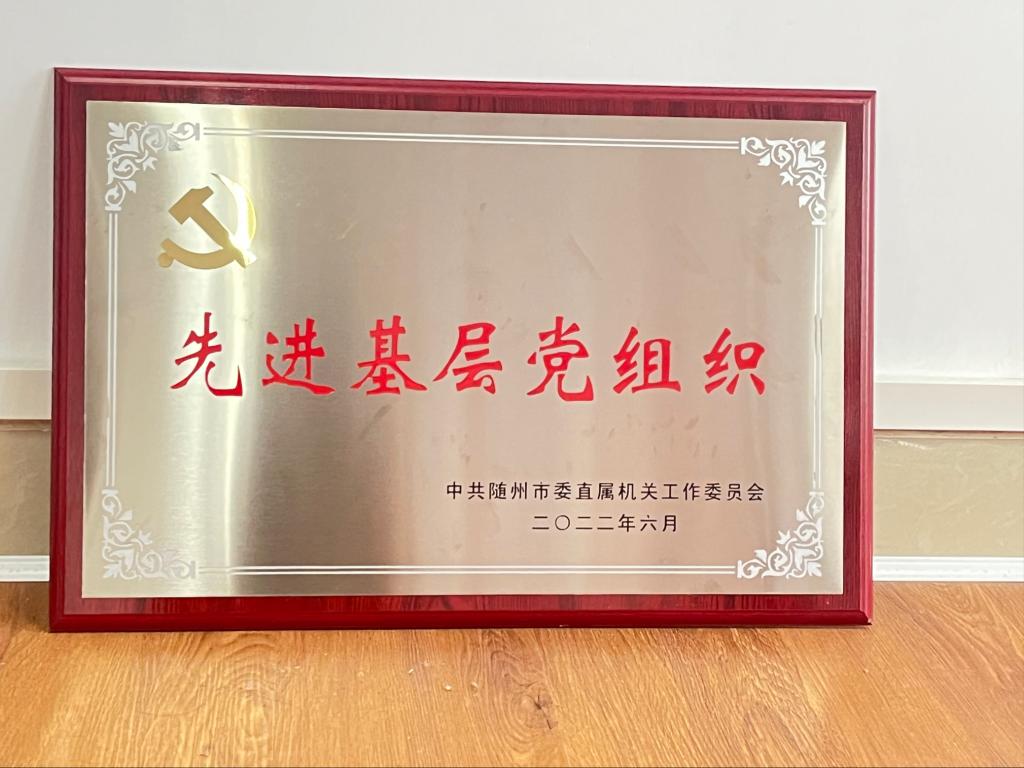 先进基层党组织
中共随州市委直属机关工作委员会
二〇二二年六月